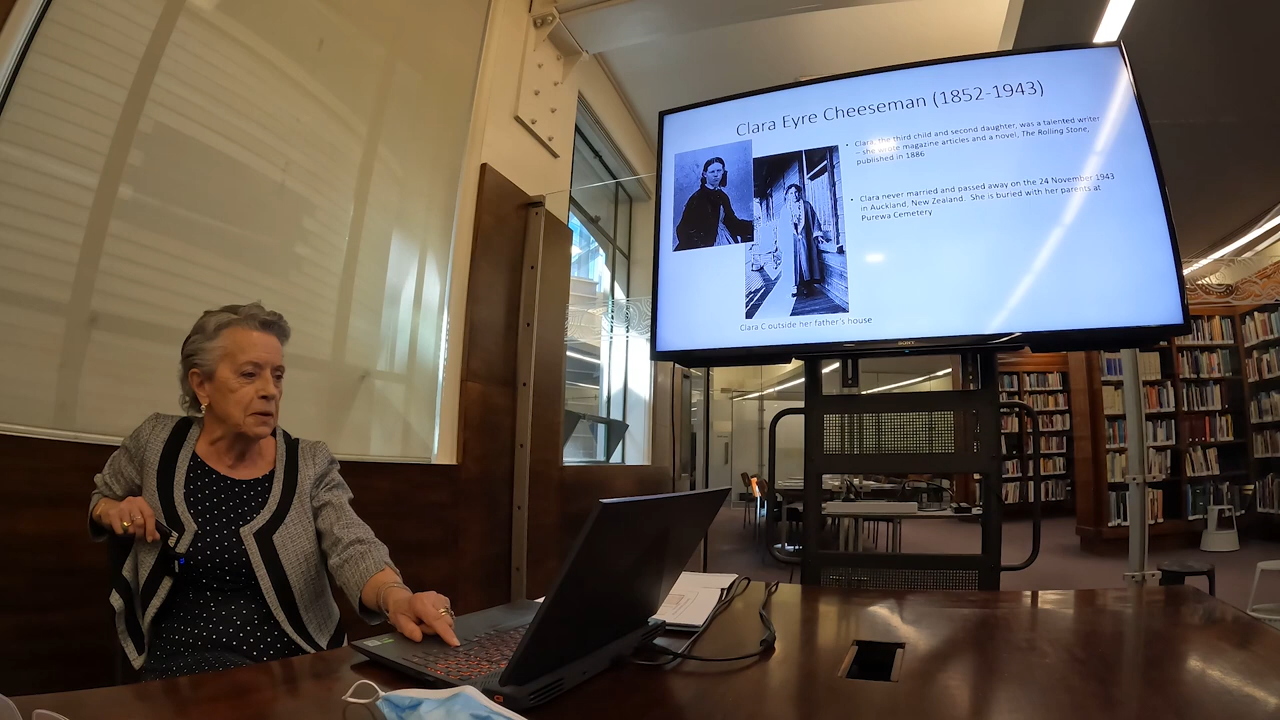 Clara Eyre Cheeseman (1852-1943)
• Clara, the third child and second daughter, was a talented writer
– she wrote magazine articles and a novel, The Rolling Stone,
published in 1886
• Clara never married and passed away on the 24 November 1943
in Auckland, New Zealand. She is buried with her parents at
Purewa Cemetery
Clara C outside her father's house
SONY